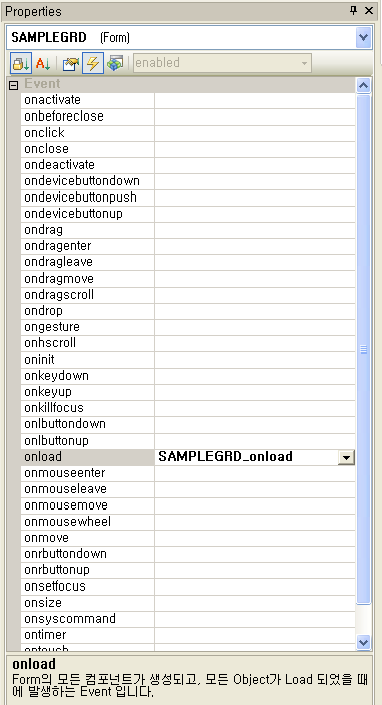 Properties
SAMPLEGRD (Form)
enabled
Event
onactivate
onbeforeclose
onclick
onclose
ondeactivate
ondevicebuttondown
ondevicebuttonpush
ondevicebuttonup
ondrag
ondragenter
ondragleave
ondragmove
ondragscroll
ondrop
ongesture
onhscroll
oninit
onkeydown
onkeyup
onkillfocus
onlbuttondown
onlbuttonup
onload SAMPLEGRD_onload
onmouseenter
onmouseleave
onmousemove
onmousewheel
onmove
onrbuttondown
onrbuttonup
onsetfocus
onsize
onsyscommand
ontimer
ontouch
onload
Form의 모든 컴포넌트가 생성되고, 모든 Object가 Load 되었을 때
에 발생하는 Event 입니다.